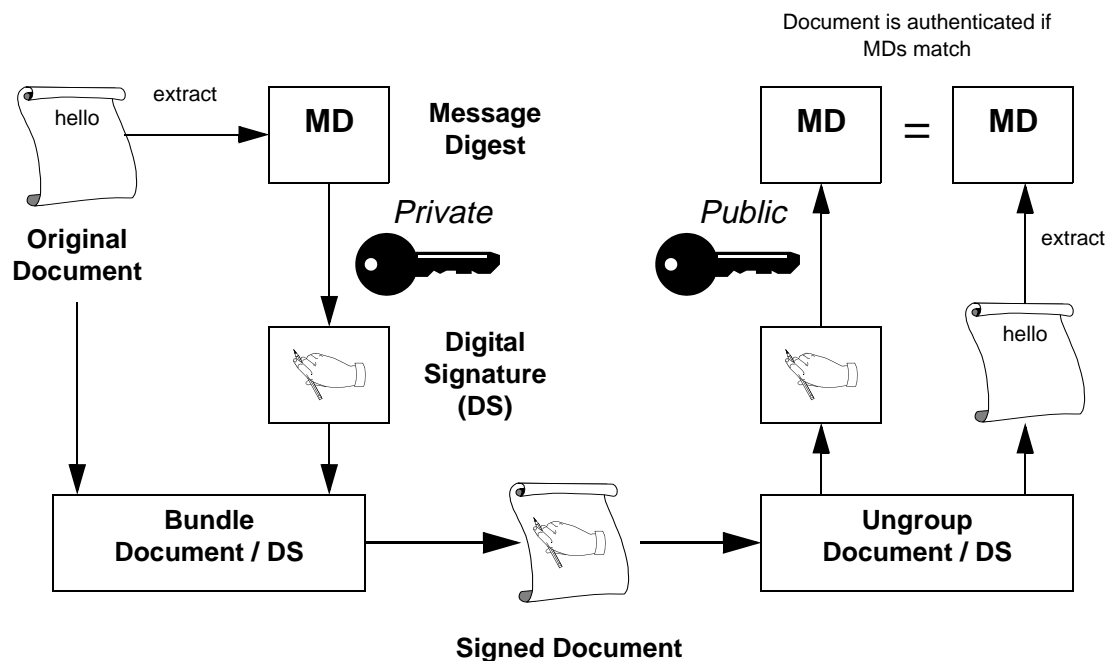 Document is authenticated if
MDs match
hello
extract
MD
Message
Digest
MD
=
MD
Private
Public
Original
Document
extract
hello
Digital
Signature
(DS)
Bundle
Document / DS
Ungroup
Document / DS
Signed Document